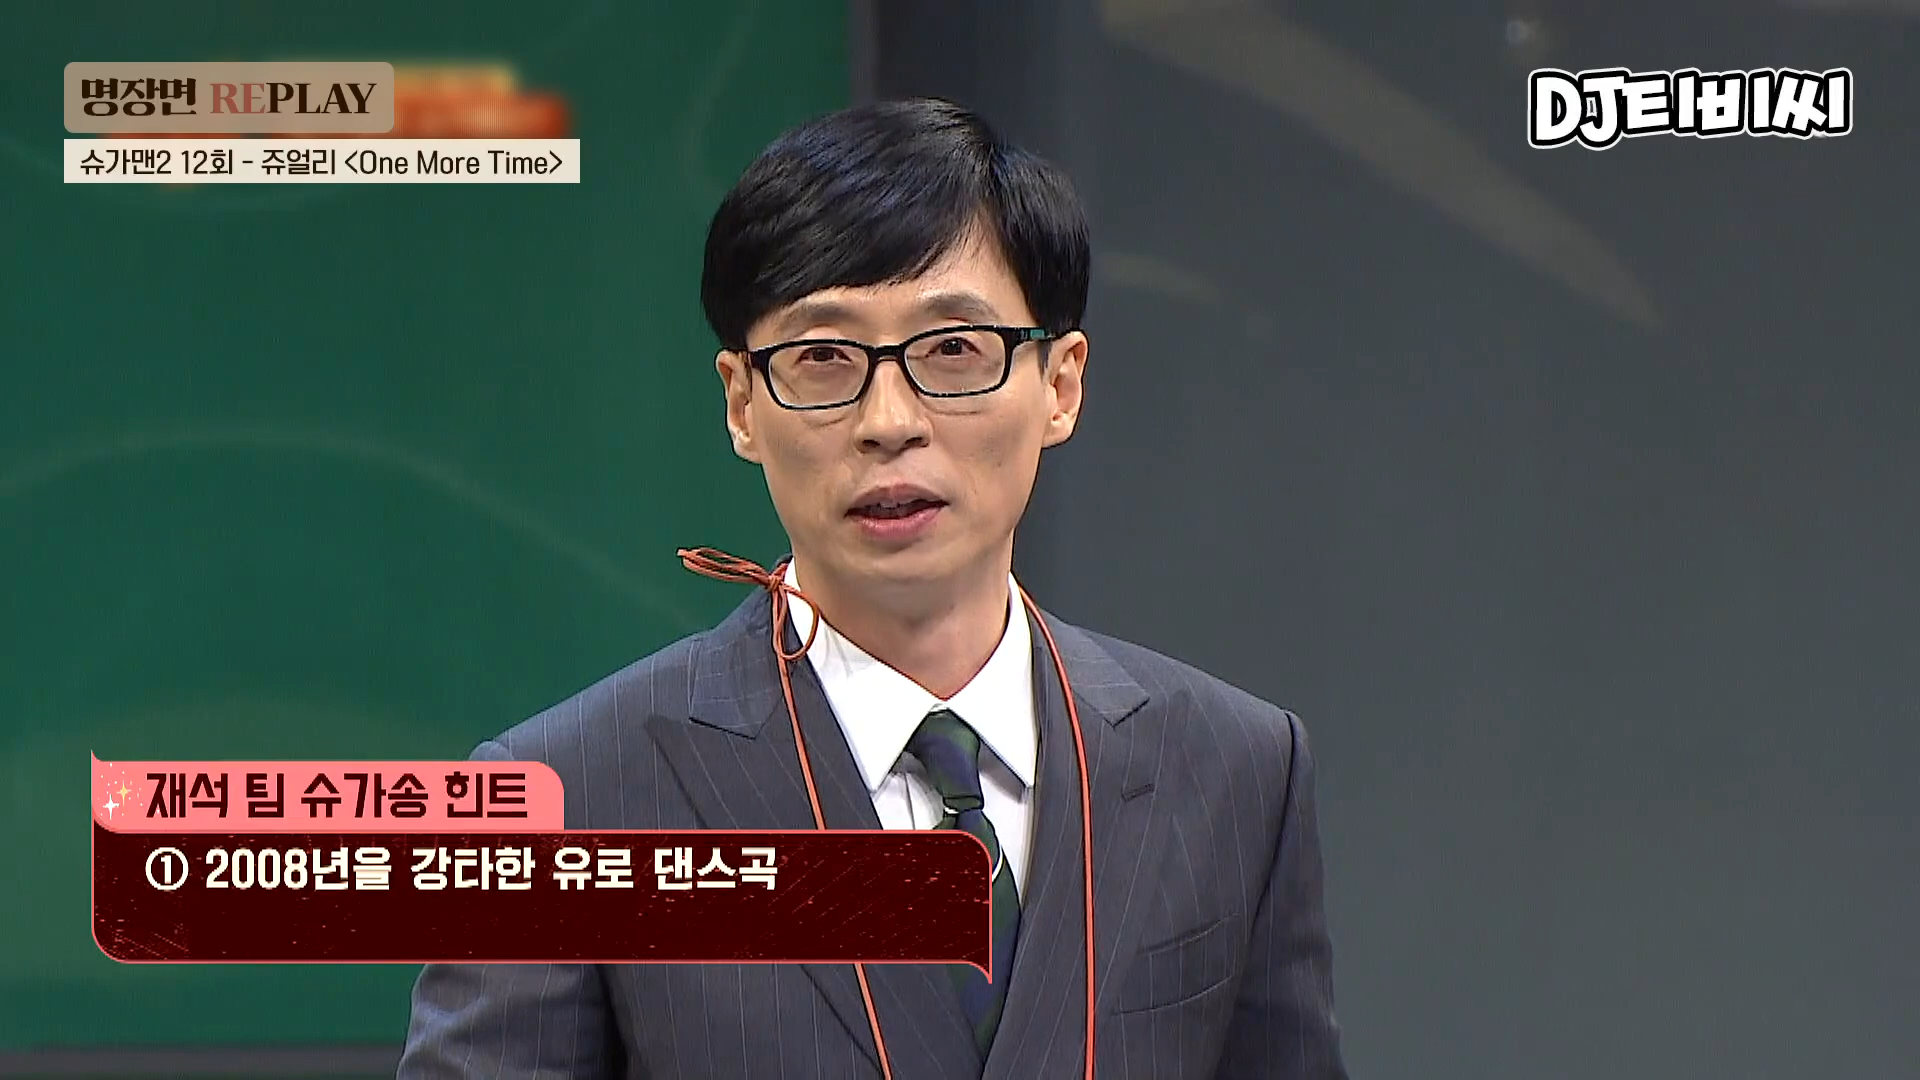 명장면 REPLAY
슈가맨2 12회 - 쥬얼리 <One More Time>
DJ티비씨
재석 팀 슈가송 힌트
① 2008년을 강타한 유로 댄스곡